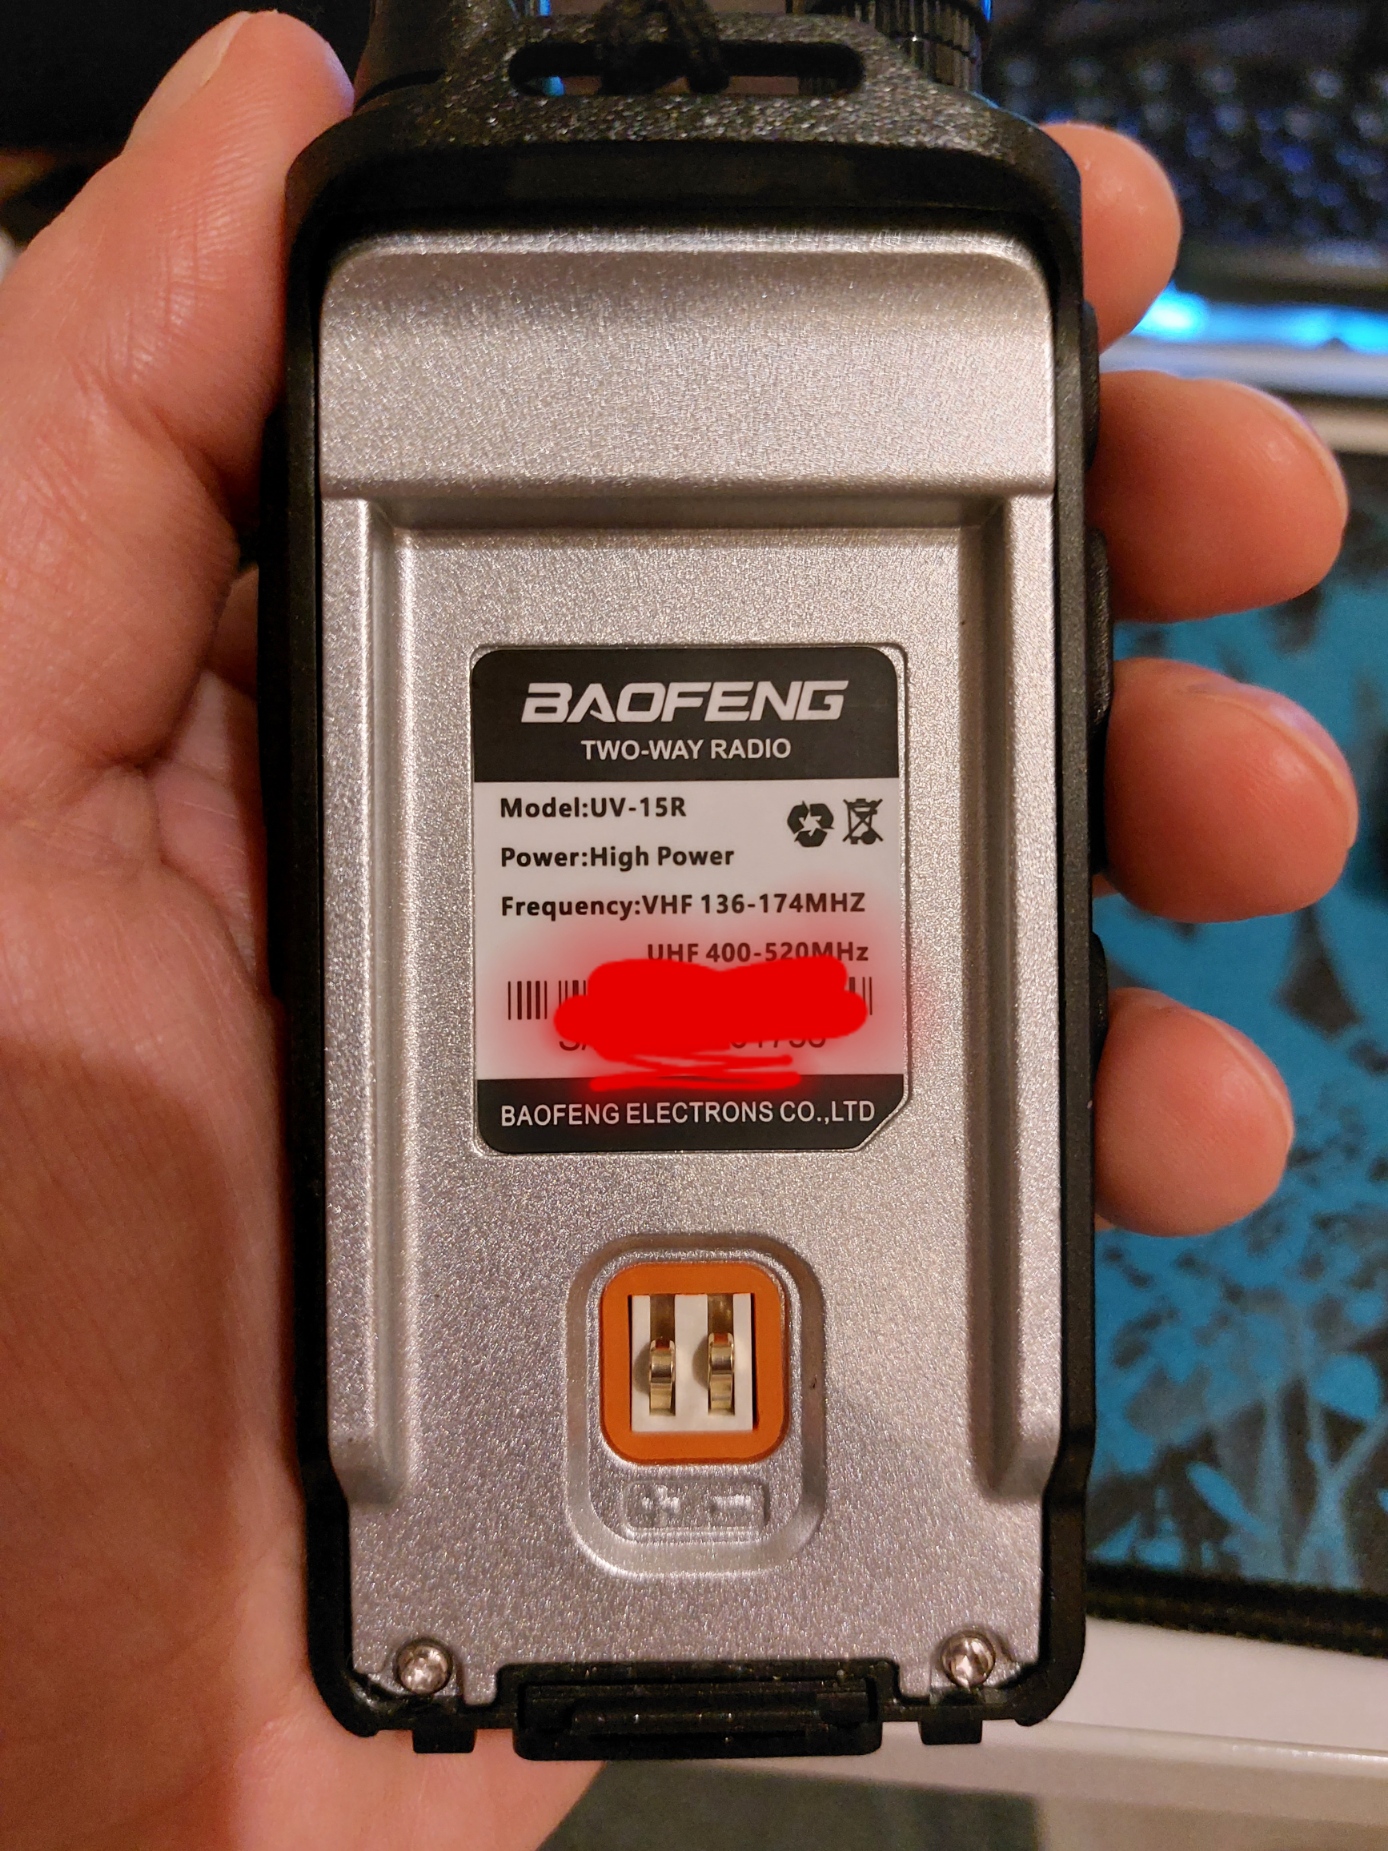 BAOFENG
TWO-WAY RADIO
Model:UV-15R
Power:High Power
Frequency:VHF 136-174MHZ
UHF 400-520MHz
BAOFENG ELECTRONS CO.,LTD
+ -